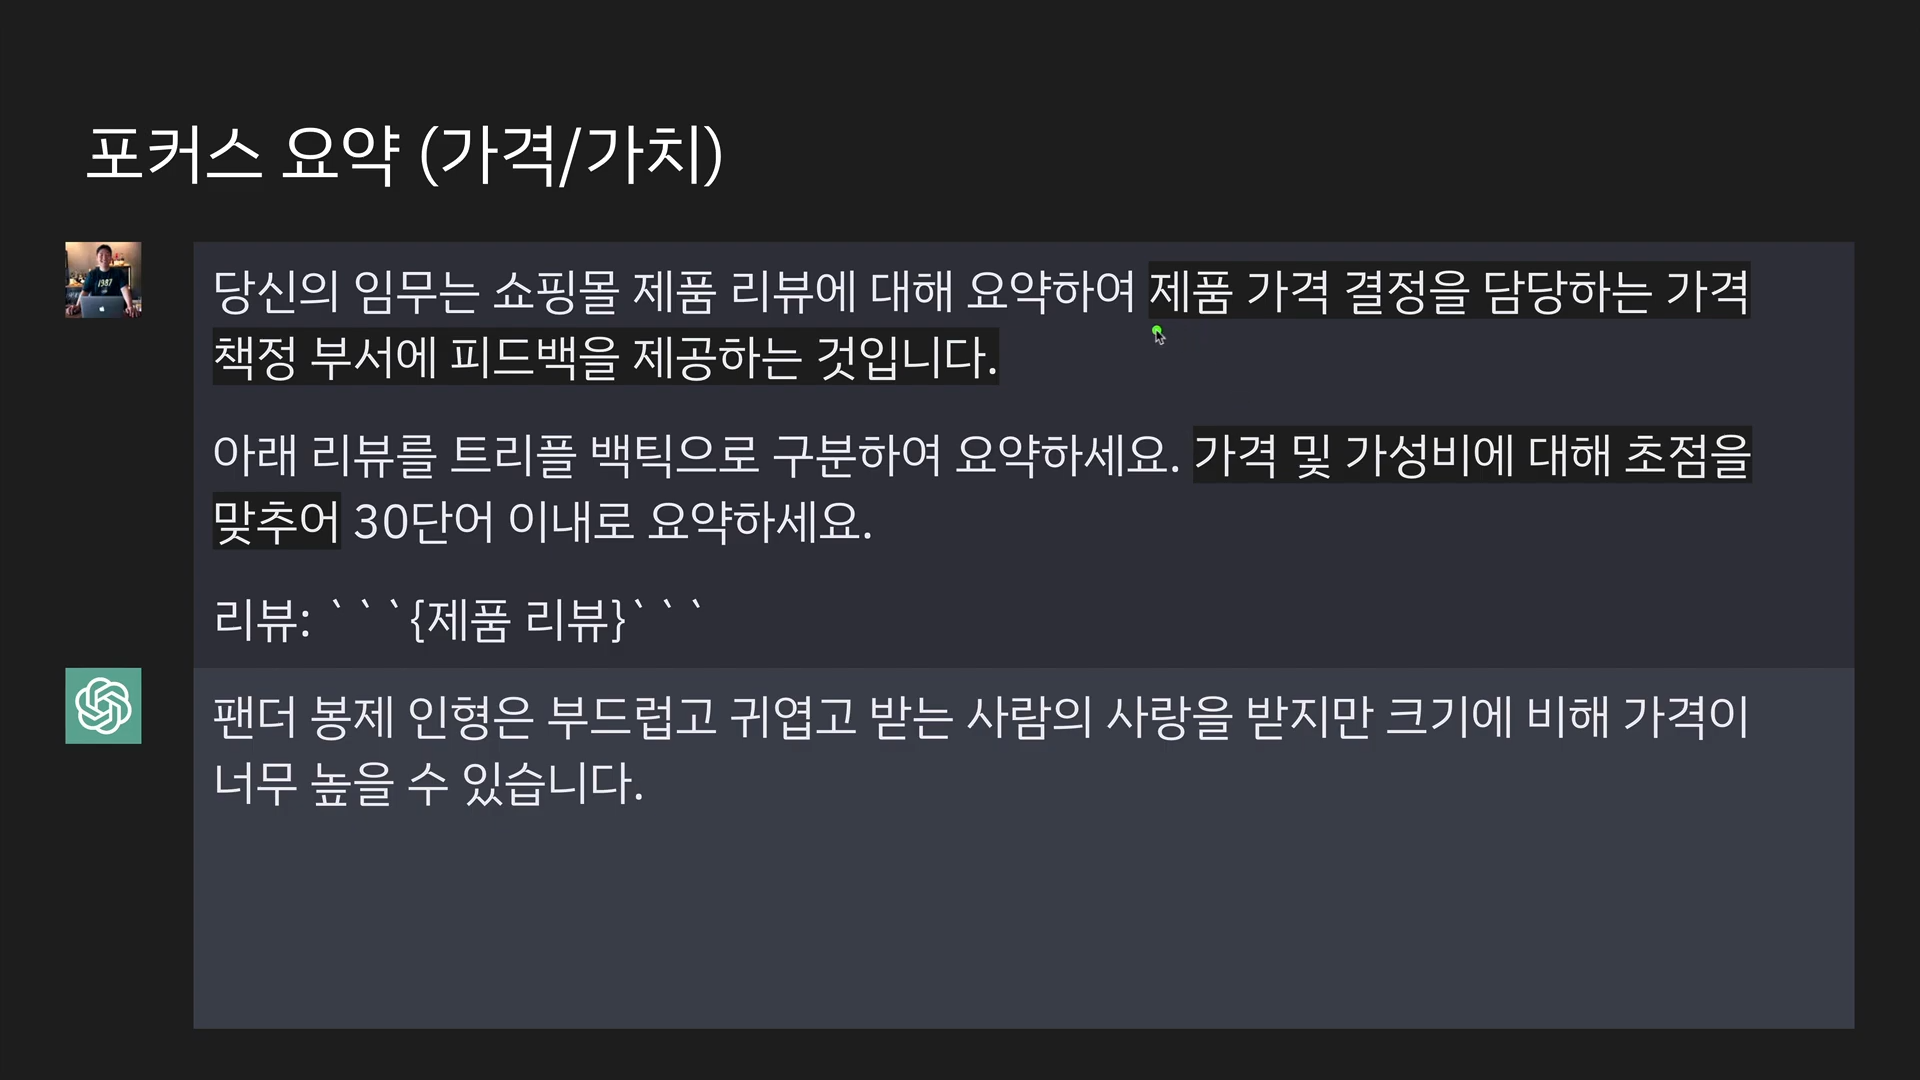 포커스 요약 (가격/가치)
당신의 임무는 쇼핑몰 제품 리뷰에 대해 요약하여 제품 가격 결정을 담당하는 가격
책정 부서에 피드백을 제공하는 것입니다.
아래 리뷰를 트리플 백틱으로 구분하여 요약하세요. 가격 및 가성비에 대해 초점을
맞추어 30단어 이내로 요약하세요.
리뷰: ```{제품 리뷰}```
팬더 봉제 인형은 부드럽고 귀엽고 받는 사람의 사랑을 받지만 크기에 비해 가격이
너무 높을 수 있습니다.